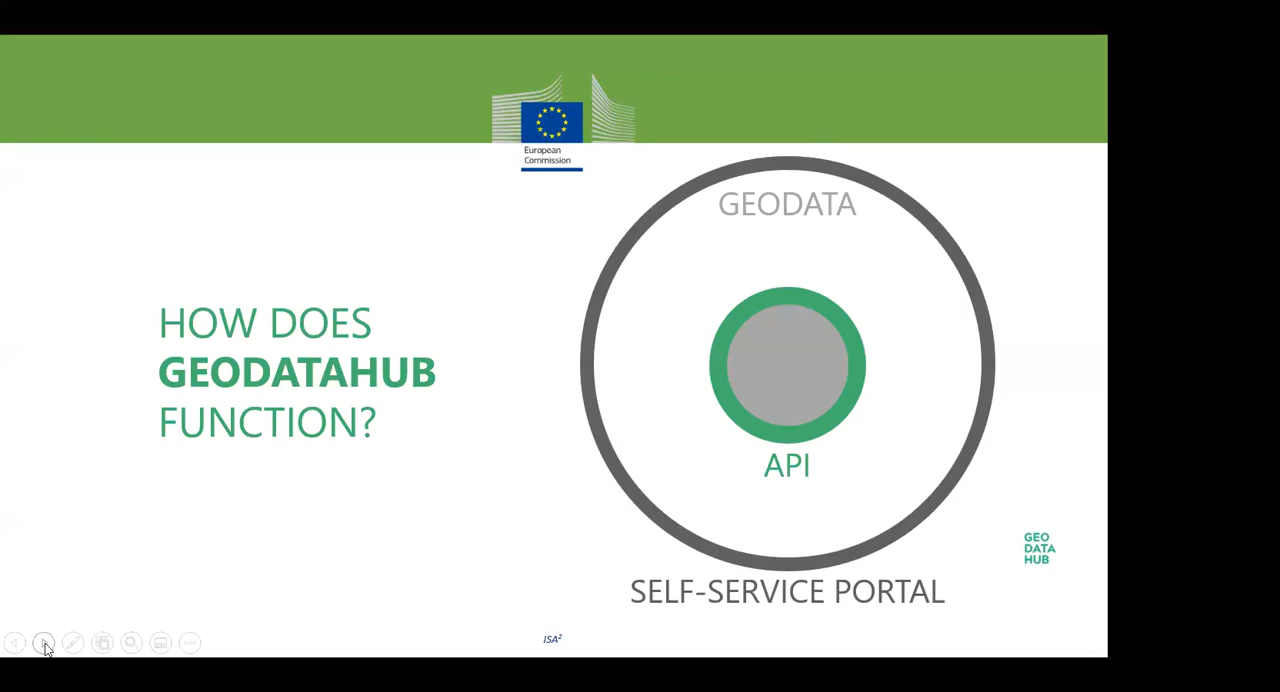 European
Commission
GEODATA
HOW DOES
GEODATAHUB
FUNCTION?
API
GEO
DATA
HUB
SELF-SERVICE PORTAL
ISA²